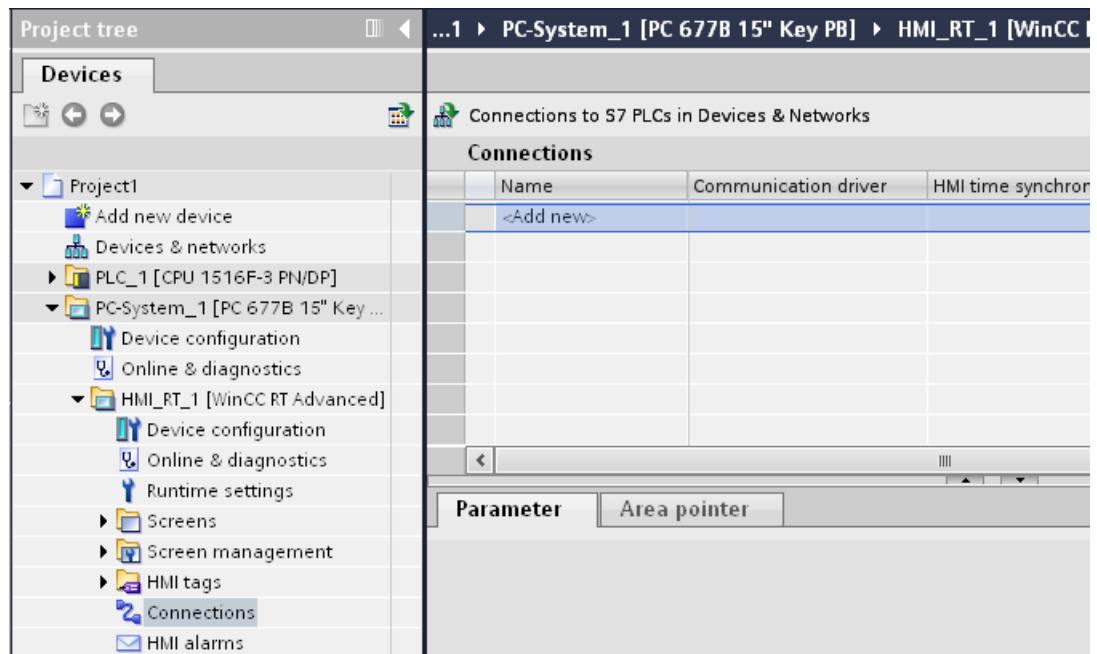 Project tree
...1 PC-System_1 [PC 677B 15" Key PB] HMI_RT_1 [WinCC
Devices
Connections to S7 PLCs in Devices & Networks
Connections
Name Communication driver HMI time synchron
<Add new>
Project1
Add new device
Devices & networks
PLC_1 [CPU 1516F-3 PN/DP]
PC-System_1 [PC 677B 15" Key ...
Device configuration
Online & diagnostics
HMI_RT_1 [WinCC RT Advanced]
Device configuration
Online & diagnostics
Runtime settings
Screens
Screen management
HMI tags
Connections
HMI alarms
Parameter Area pointer